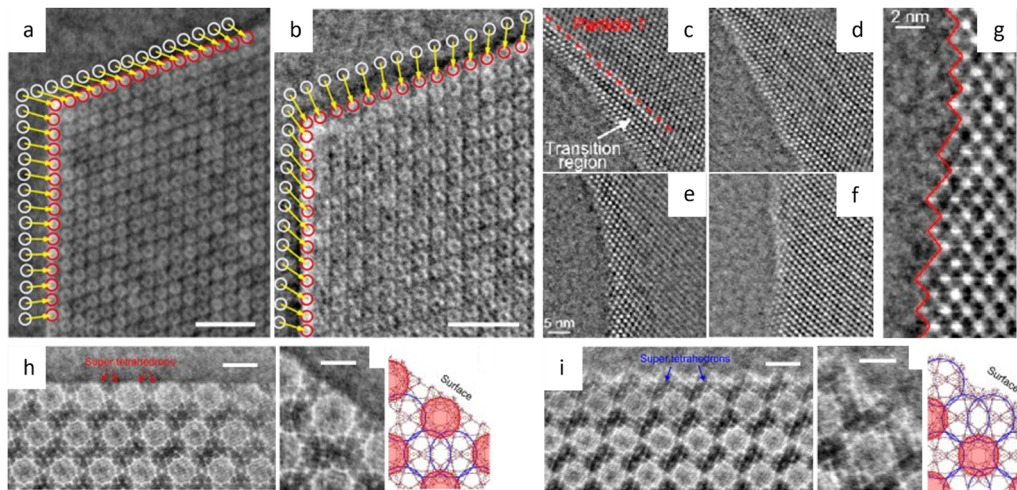 a
b
c
d
g
2 nm
Particle 1
Transition
region
e
f
5 nm
h
Super tetrahedrons
Surface
i
Super tetrahedrons
Surface